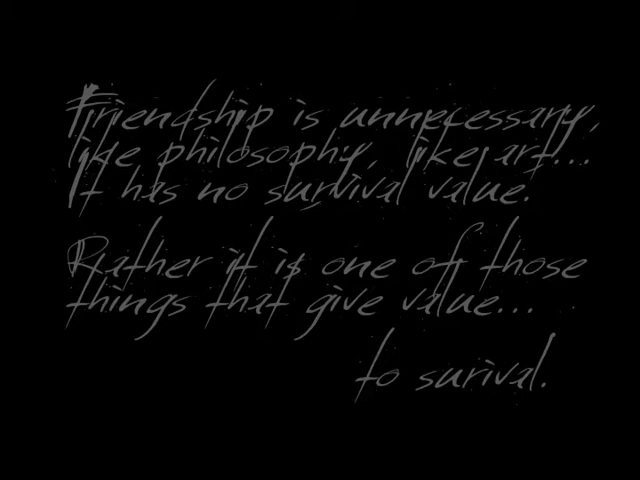 Friendship is unnecessary,
like philosophy, like art...
It has no survival value.
Rather it is one of those
things that give value...
to surival.